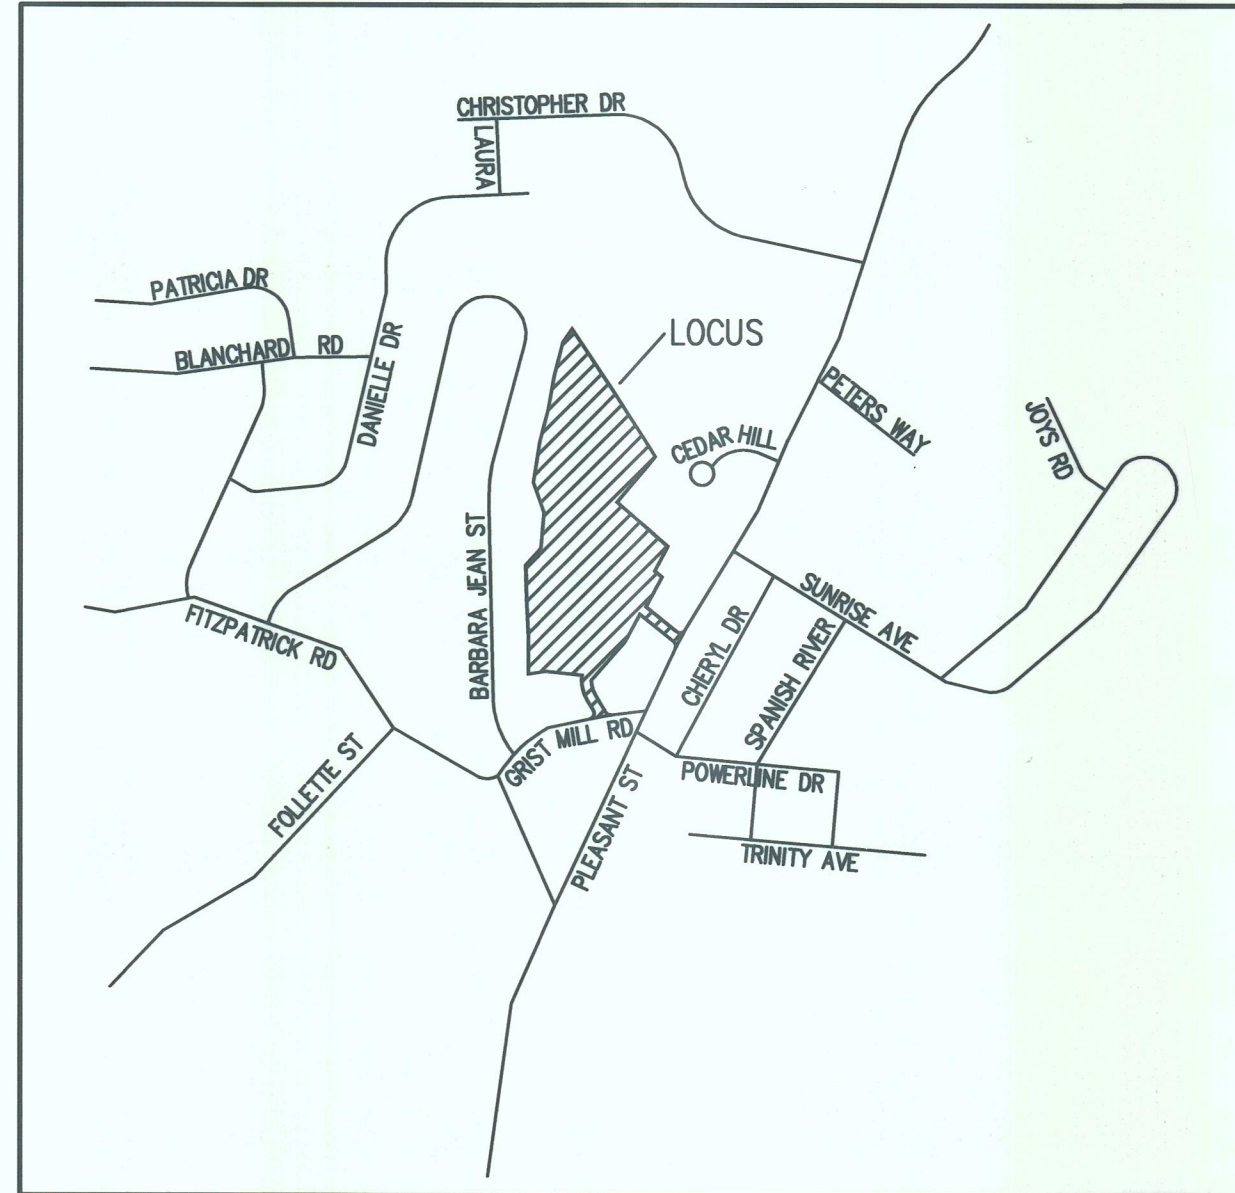 CHRISTOPHER DR
LAURA
PATRICIA DR
BLANCHARD RD
DANIELLE DR
LOCUS
PETERS WAY
JOYS RD
CEDAR HILL
BARBARA JEAN ST
FITZPATRICK RD
SUNRISE AVE
CHERYL DR
SPANISH RIVER
GRIST MILL RD
FOLLETTE ST
PLEASANT ST
POWERLINE DR
TRINITY AVE